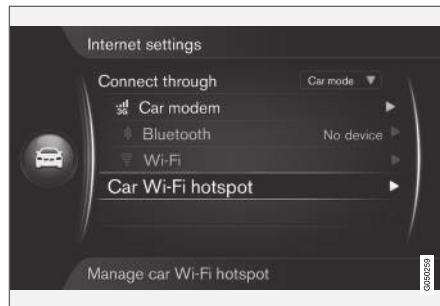 Internet settings
Connect through Car mode
3G Car modem
Bluetooth No device
Wi-Fi
Car Wi-Fi hotspot
Manage car Wi-Fi hotspot
G050259